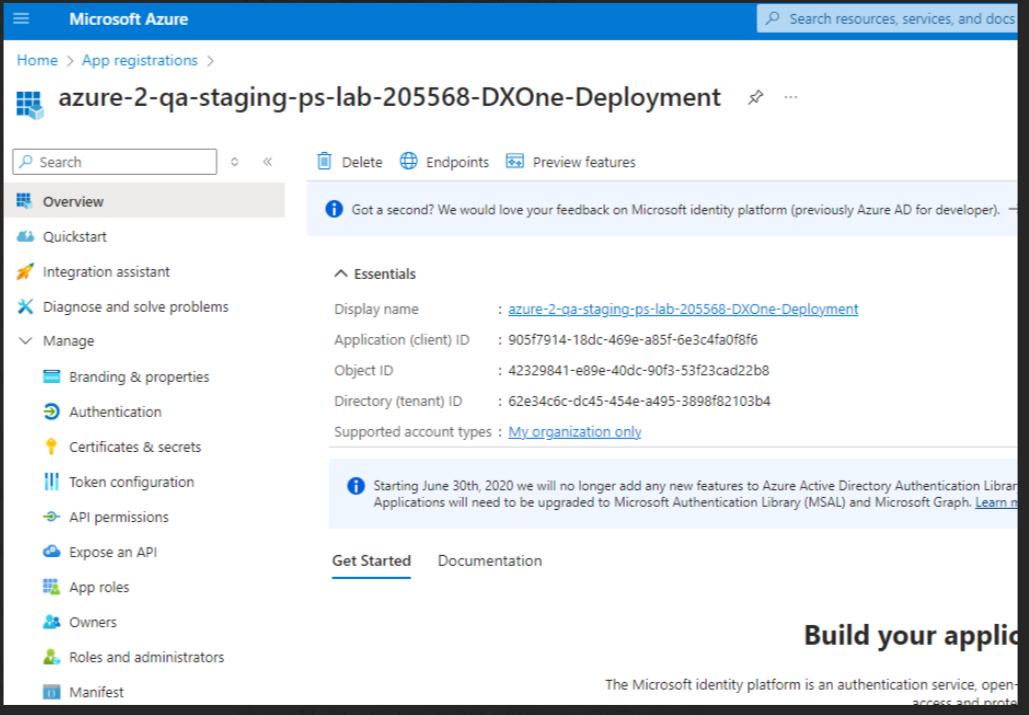 Microsoft Azure
Search resources, services, and docs
Home > App registrations >
azure-2-qa-staging-ps-lab-205568-DXOne-Deployment
Search
Delete Endpoints Preview features
Overview
Got a second? We would love your feedback on Microsoft identity platform (previously Azure AD for developer).
Quickstart
Integration assistant
Essentials
Diagnose and solve problems
Display name : azure-2-qa-staging-ps-lab-205568-DXOne-Deployment
Manage
Application (client) ID : 905f7914-18dc-469e-a85f-6e3c4fa0f8f6
Branding & properties
Object ID : 42329841-e89e-40dc-90f3-53f23cad22b8
Authentication
Directory (tenant) ID : 62e34c6c-dc45-454e-a495-3898f82103b4
Certificates & secrets
Supported account types : My organization only
Token configuration
Starting June 30th, 2020 we will no longer add any new features to Azure Active Directory Authentication Librar
Applications will need to be upgraded to Microsoft Authentication Library (MSAL) and Microsoft Graph. Learn m
API permissions
Expose an API
Get Started Documentation
App roles
Owners
Build your applic
Roles and administrators
The Microsoft identity platform is an authentication service, open-
Manifest
access and prote